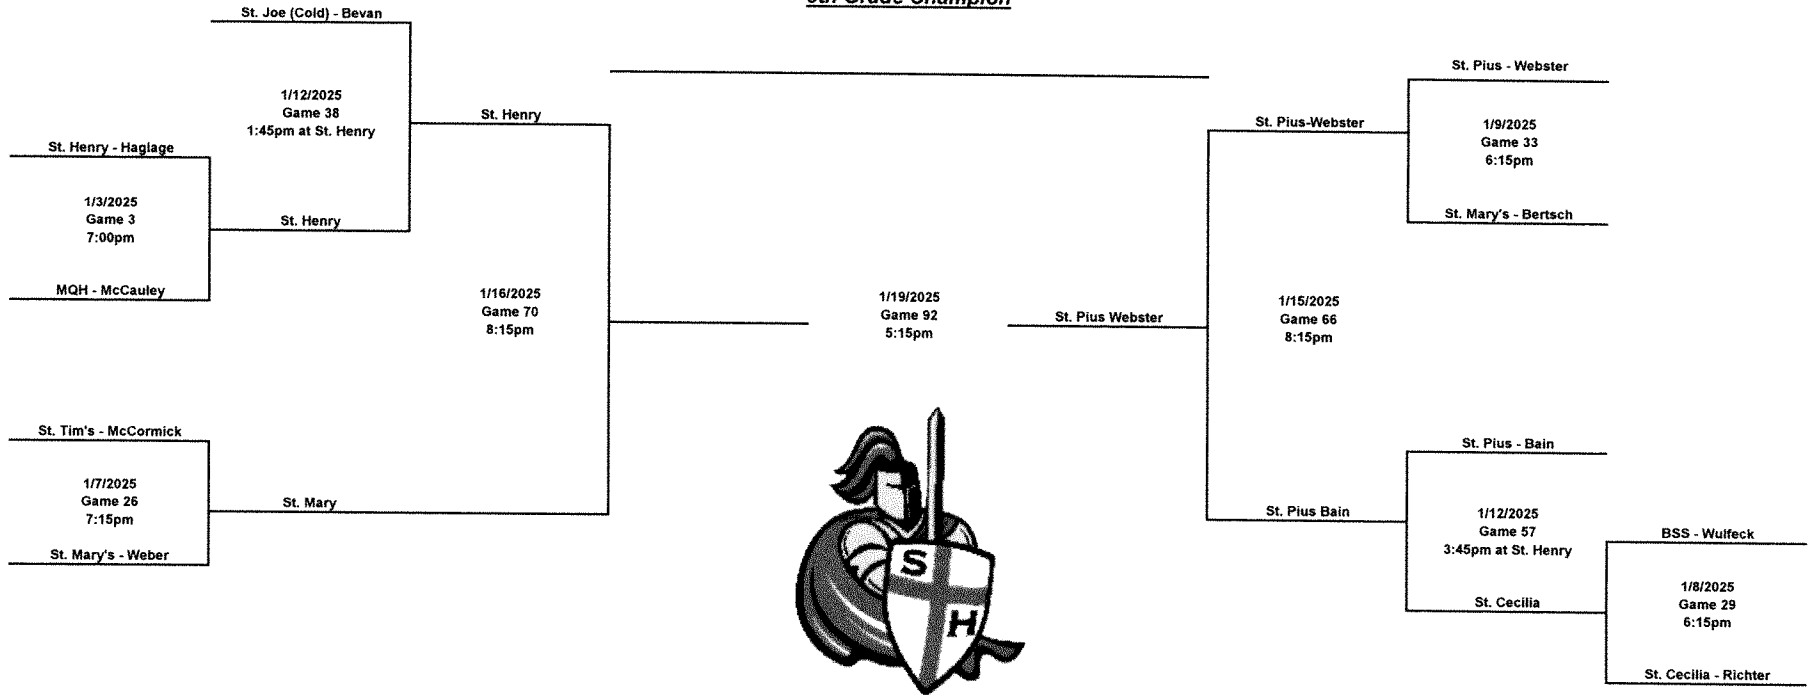 St. Joe (Cold) - Bevan
1/12/2025
Game 38
1:45pm at St. Henry
St. Henry
St. Henry - Haglage
1/3/2025
Game 3
7:00pm
St. Henry
MQH - McCauley
1/16/2025
Game 70
8:15pm
St. Tim's - McCormick
1/7/2025
Game 26
7:15pm
St. Mary
St. Mary's - Weber
Grade Champion
1/19/2025
Game 92
5:15pm
S
H
St. Pius Webster
St. Pius - Webster
St. Pius-Webster
1/9/2025
Game 33
6:15pm
St. Mary's - Bertsch
1/15/2025
Game 66
8:15pm
St. Pius - Bain
St. Pius Bain
1/12/2025
Game 57
3:45pm at St. Henry
BSS - Wulfeck
St. Cecilia
1/8/2025
Game 29
6:15pm
St. Cecilia - Richter